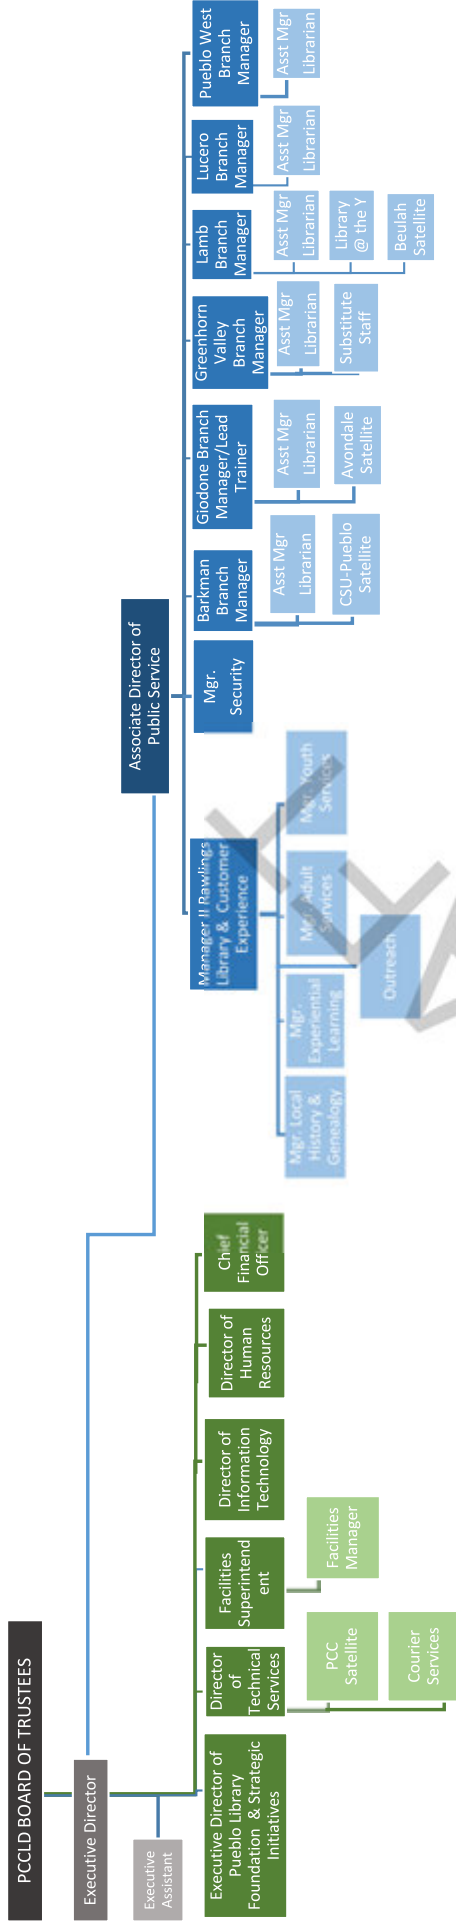 PCCLD BOARD OF TRUSTEES
Executive Director
Executive
Assistant
Executive Director of
Pueblo Library
Foundation & Strategic
Initiatives
Director
of
Technical
Services
PCC
Satellite
Courier
Services
Facilities
Superintend
ent
Facilities
Manager
Director of
Information
Technology
Director of
Human
Resources
Chief
Financial
Officer
Associate Director of
Public Service
Manager II Rawlings
Library & Customer
Experience
Mgr. Local
History &
Genealogy
Mgr.
Experiential
Learning
Outreach
Mgr. Adult
Services
Mgr. Youth
Services
Mgr.
Security
Barkman
Branch
Manager
Asst Mgr
Librarian
CSU-Pueblo
Satellite
Giodone Branch
Manager/Lead
Trainer
Asst Mgr
Librarian
Avondale
Satellite
Greenhorn
Valley
Branch
Manager
Asst Mgr
Librarian
Substitute
Staff
Lamb
Branch
Manager
Asst Mgr
Librarian
Library
@ the Y
Beulah
Satellite
Lucero
Branch
Manager
Asst Mgr
Librarian
Pueblo West
Branch
Manager
Asst Mgr
Librarian